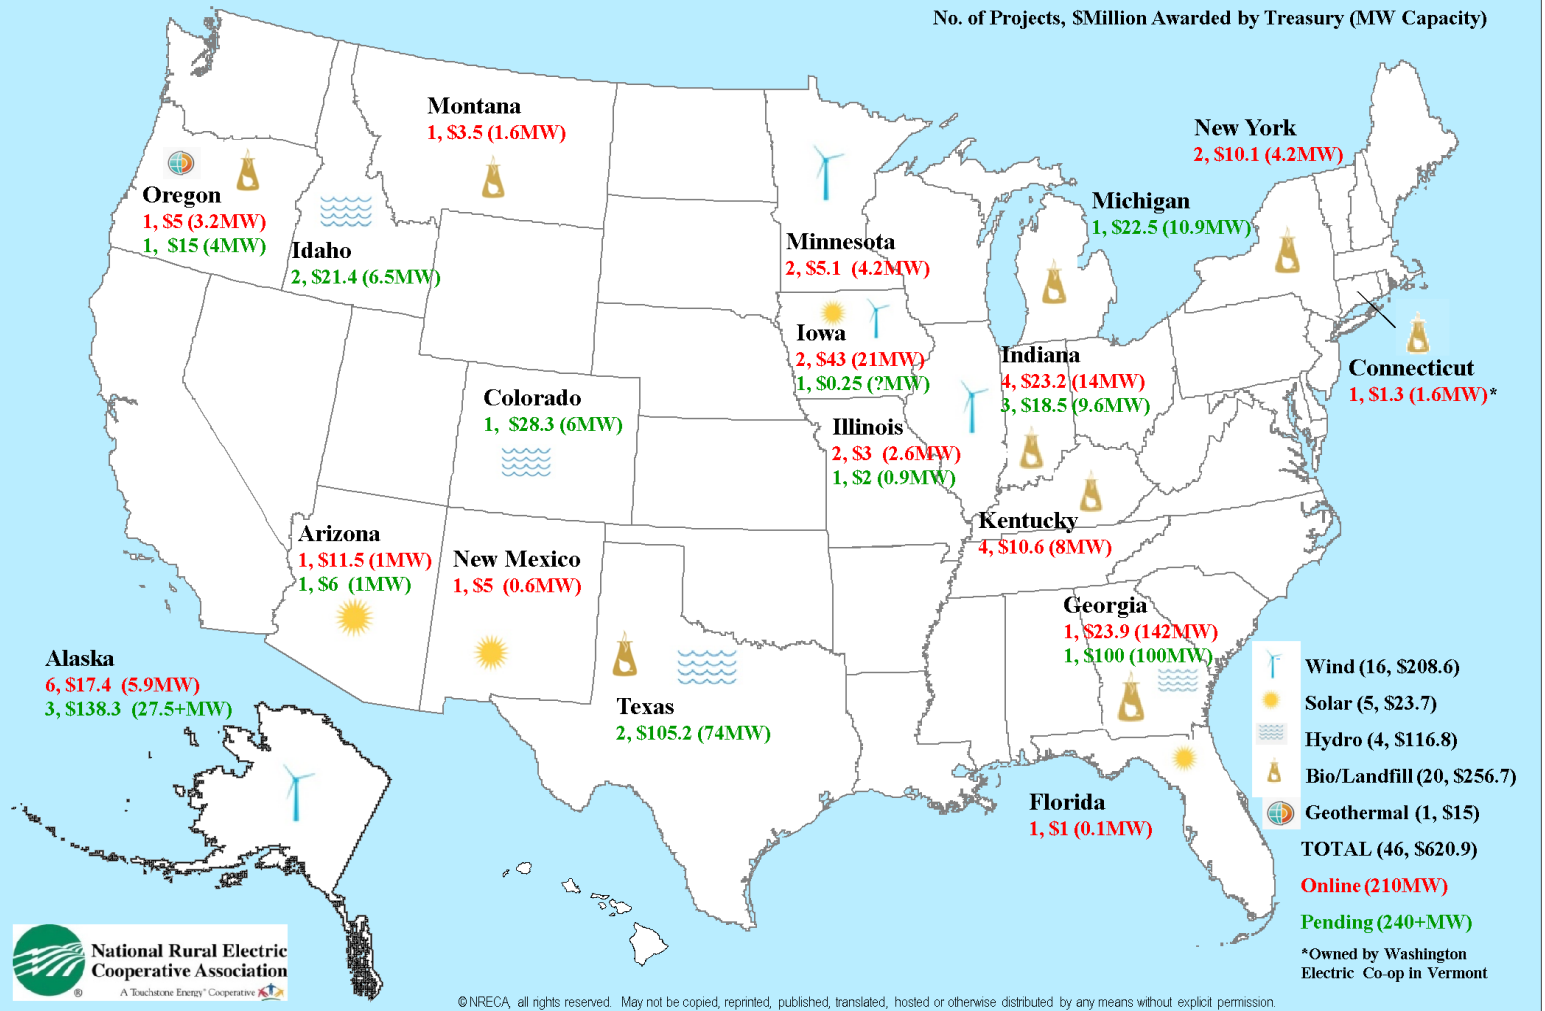 No. of Projects, $Million Awarded by Treasury (MW Capacity)
Montana
1, $3.5 (1.6MW)
New York
2, $10.1 (4.2MW)
Oregon
1, $5 (3.2MW)
1, $15 (4MW)
Idaho
2, $21.4 (6.5MW)
Minnesota
2, $5.1 (4.2MW)
Michigan
1, $22.5 (10.9MW)
Iowa
2, $43 (21MW)
1, $0.25 (?MW)
Indiana
4, $23.2 (14MW)
3, $18.5 (9.6MW)
Connecticut
1, $1.3 (1.6MW)*
Colorado
1, $28.3 (6MW)
Illinois
2, $3 (2.6MW)
1, $2 (0.9MW)
Kentucky
4, $10.6 (8MW)
Arizona
1, $11.5 (1MW)
1, $6 (1MW)
New Mexico
1, $5 (0.6MW)
Georgia
1, $23.9 (142MW)
1, $100 (100MW)
Alaska
6, $17.4 (5.9MW)
3, $138.3 (27.5+MW)
Texas
2, $105.2 (74MW)
Florida
1, $1 (0.1MW)
Wind (16, $208.6)
Solar (5, $23.7)
Hydro (4, $116.8)
Bio/Landfill (20, $256.7)
Geothermal (1, $15)
TOTAL (46, $620.9)
Online (210MW)
Pending (240+MW)
*Owned by Washington
Electric Co-op in Vermont
National Rural Electric
Cooperative Association
®
A Touchstone Energy® Cooperative
© NRECA, all rights reserved. May not be copied, reprinted, published, translated, hosted or otherwise distributed by any means without explicit permission.